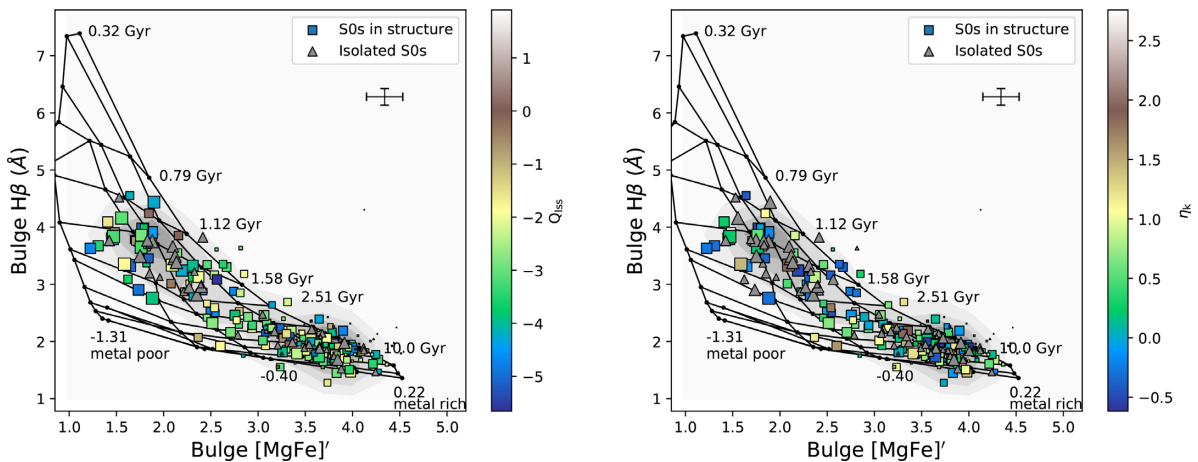 S0s in structure
Isolated S0s
0.32 Gyr
0.79 Gyr
1.12 Gyr
1.58 Gyr
2.51 Gyr
10.0 Gyr
-1.31
metal poor
-0.40
0.22
metal rich
7
6
5
4
3
2
1
Bulge Hβ (Å)
1.0 1.5 2.0 2.5 3.0 3.5 4.0 4.5 5.0
Bulge [MgFe]′
1
0
−1
−2
−3
−4
−5
Qlss
S0s in structure
Isolated S0s
0.32 Gyr
0.79 Gyr
1.12 Gyr
1.58 Gyr
2.51 Gyr
10.0 Gyr
-1.31
metal poor
-0.40
0.22
metal rich
7
6
5
4
3
2
1
Bulge Hβ (Å)
1.0 1.5 2.0 2.5 3.0 3.5 4.0 4.5 5.0
Bulge [MgFe]′
2.5
2.0
1.5
1.0
0.5
0.0
−0.5
ηk